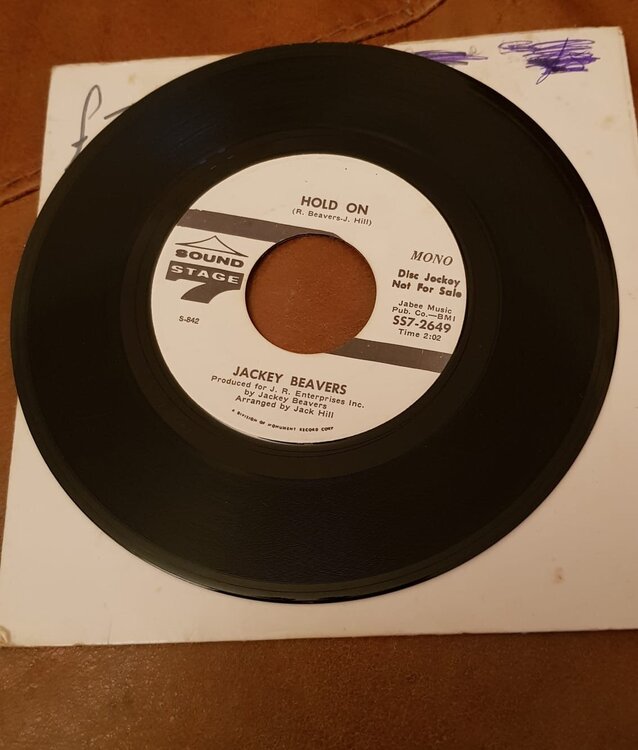 HOLD ON
(R. Beavers-J. Hill)
SOUND
STAGE
7
MONO
Disc Jockey
Not For Sale
Jabee Music
Pub. Co.—BMI
SS7-2649
Time 2:02
S-842
JACKEY BEAVERS
Produced for J. R. Enterprises Inc.
by Jackey Beavers
Arranged by Jack Hill
A DIVISION OF MONUMENT RECORD CORP